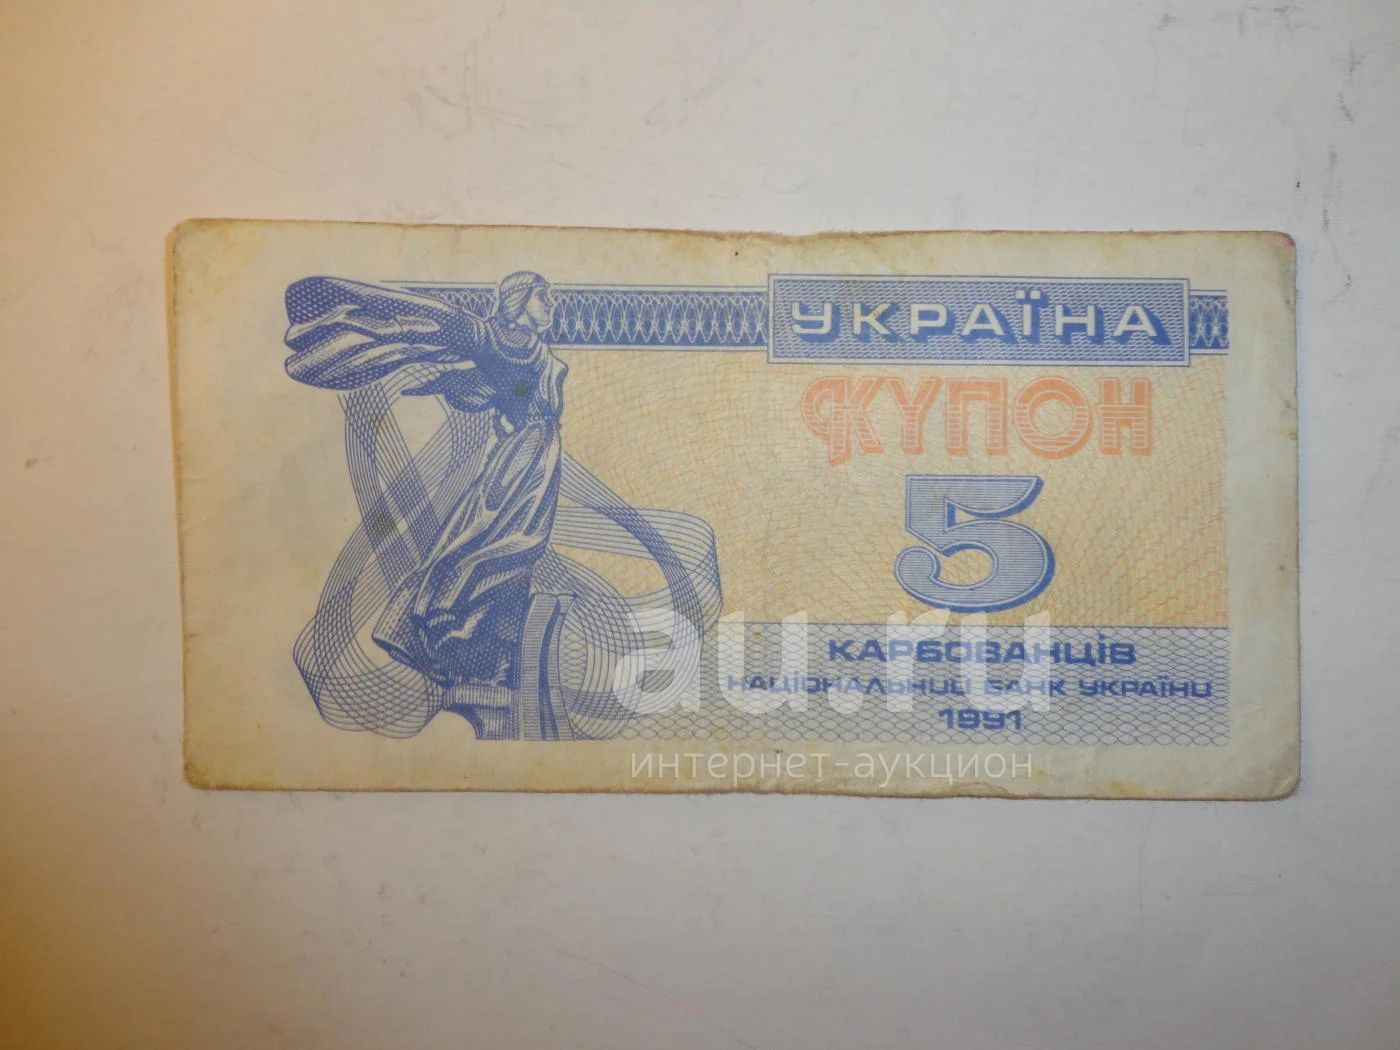 УКРАЇНА
КУПОН
5
КАРБОВАНЦІВ
НАЦІОНАЛЬНИЙ БАНК УКРАЇНИ
1991
au.ru
интернет-аукцион